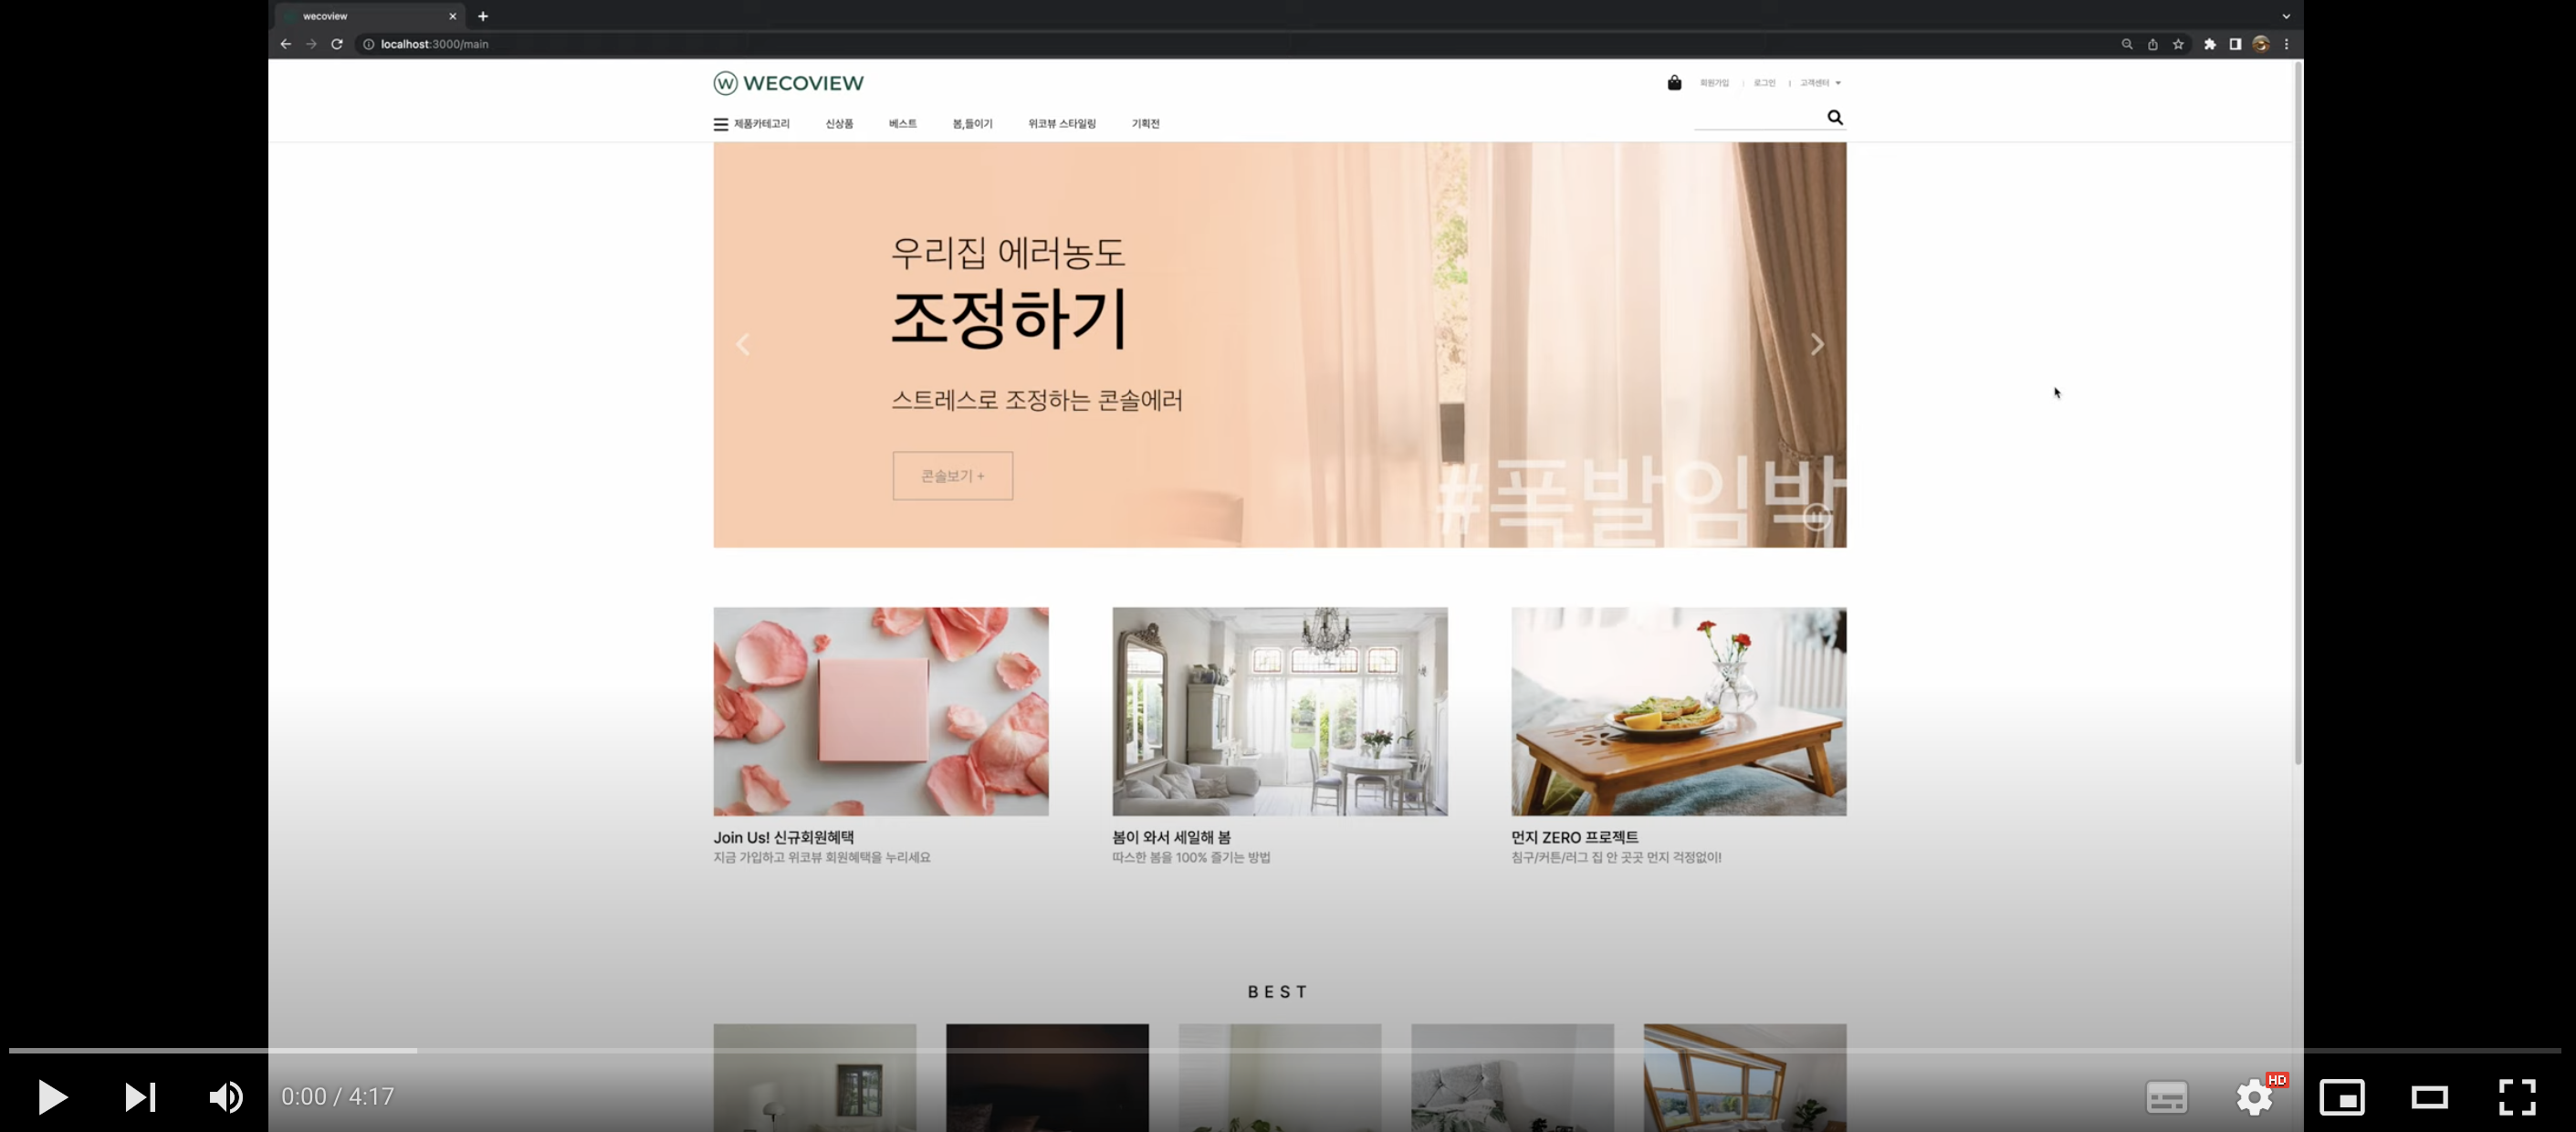 wecoview
localhost:3000/main
W WECOVIEW
회원가입 | 로그인 | 고객센터
제품카테고리 신상품 베스트 봄,들이기 위코뷰 스타일링 기획전
우리집 에러농도
조정하기
스트레스로 조정하는 콘솔에러
콘솔보기 +
#폭발임박
Join Us! 신규회원혜택
지금 가입하고 위코뷰 회원혜택을 누리세요
봄이 와서 세일해 봄
따스한 봄을 100% 즐기는 방법
먼지 ZERO 프로젝트
침구/커튼/러그 집 안 곳곳 먼지 걱정없이!
BEST
0:00 / 4:17
HD